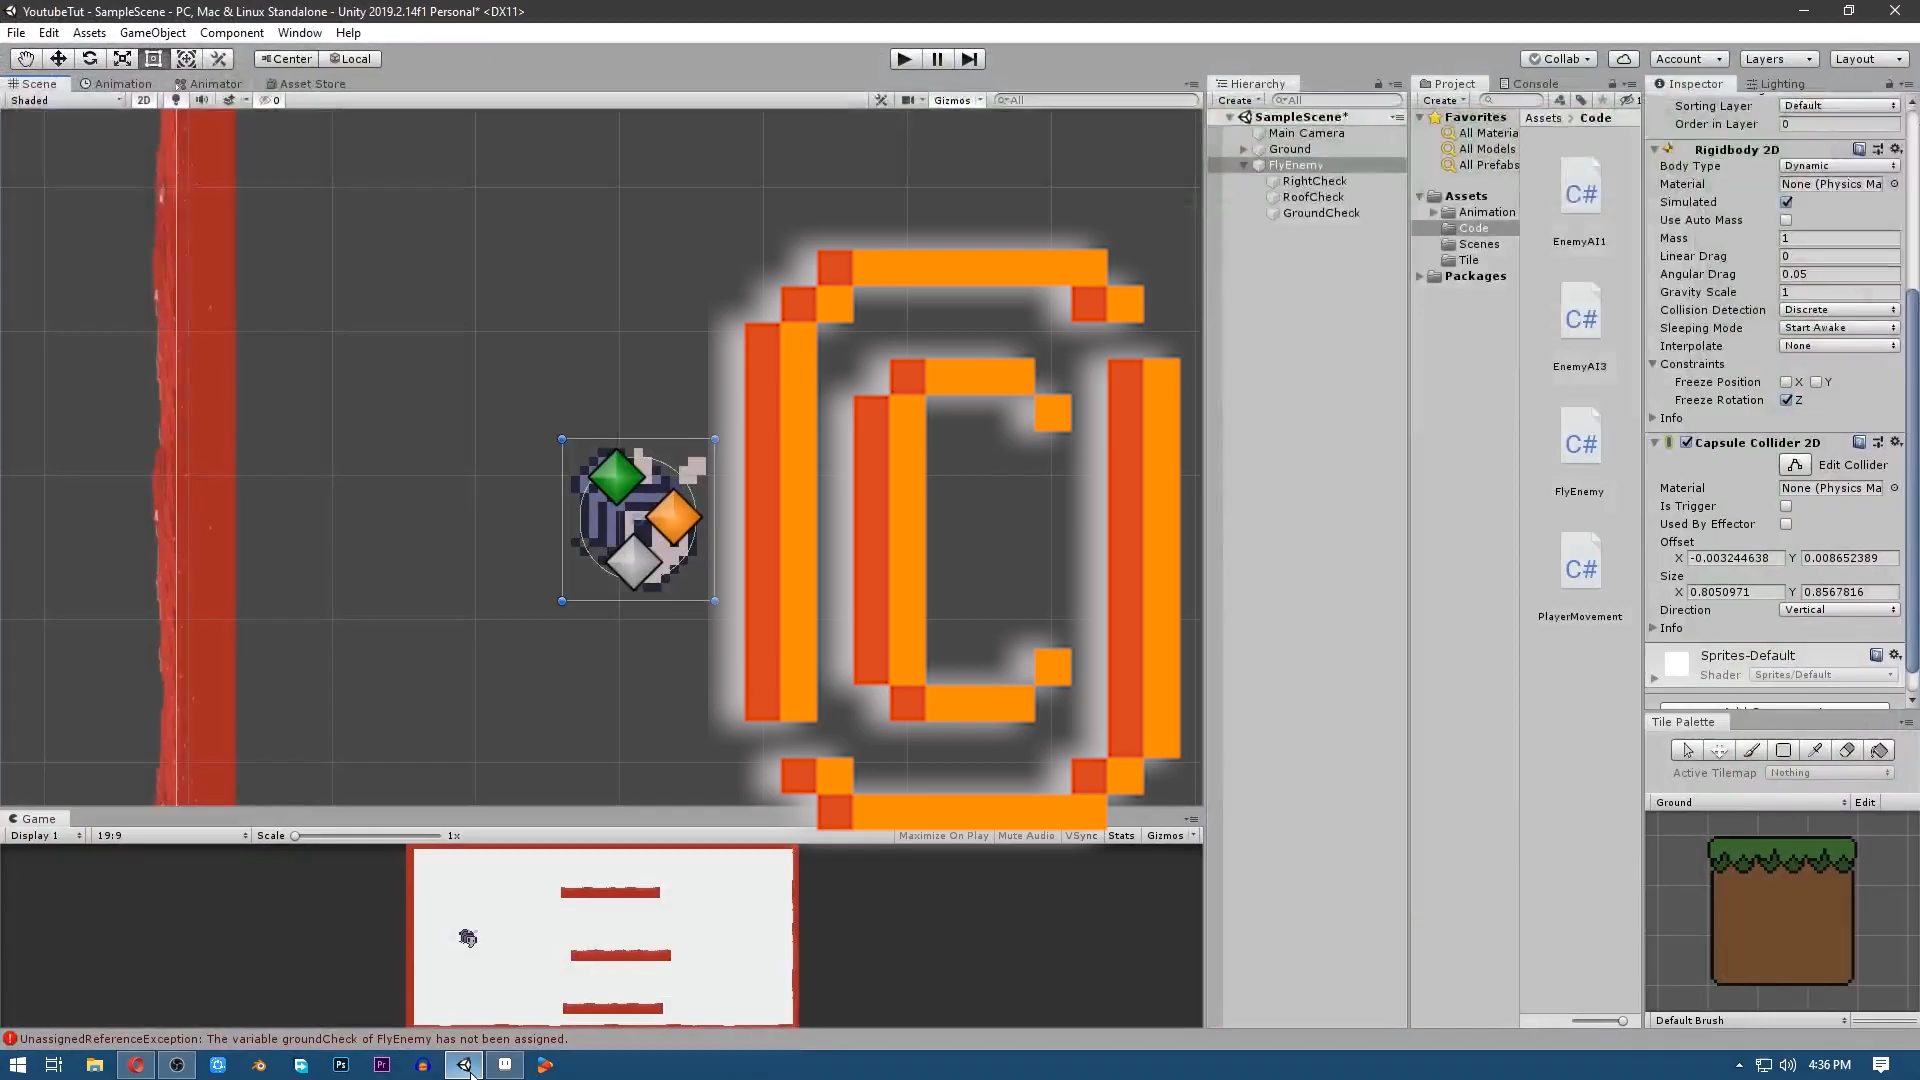 YoutubeTut - SampleScene - PC, Mac & Linux Standalone - Unity 2019.2.14f1 Personal* <DX11>
File Edit Assets GameObject Component Window Help
Center Local Collab Account Layers Layout
Scene Animation Animator Asset Store
Shaded 2D 0 Gizmos All
Hierarchy
Create All
SampleScene*
Main Camera
Ground
FlyEnemy
RightCheck
RoofCheck
GroundCheck
Project Console
Create 1
Favorites
All Materia
All Models
All Prefabs
Assets
Animation
Code
Scenes
Tile
Packages
Assets > Code
C#
EnemyAI1
C#
EnemyAI3
C#
FlyEnemy
C#
PlayerMovement
Inspector Lighting
Sorting Layer Default
Order in Layer 0
Rigidbody 2D
Body Type Dynamic
Material None (Physics Ma
Simulated
Use Auto Mass
Mass 1
Linear Drag 0
Angular Drag 0.05
Gravity Scale 1
Collision Detection Discrete
Sleeping Mode Start Awake
Interpolate None
Constraints
Freeze Position X Y
Freeze Rotation Z
Info
Capsule Collider 2D
Edit Collider
Material None (Physics Ma
Is Trigger
Used By Effector
Offset
X -0.003244638 Y 0.008652389
Size
X 0.8050971 Y 0.8567816
Direction Vertical
Info
Sprites-Default
Shader Sprites/Default
Tile Palette
Active Tilemap Nothing
Ground Edit
Default Brush
Game
Display 1 19:9 Scale 1x Maximize On Play Mute Audio VSync Stats Gizmos
UnassignedReferenceException: The variable groundCheck of FlyEnemy has not been assigned.
Ps Pr 4:36 PM